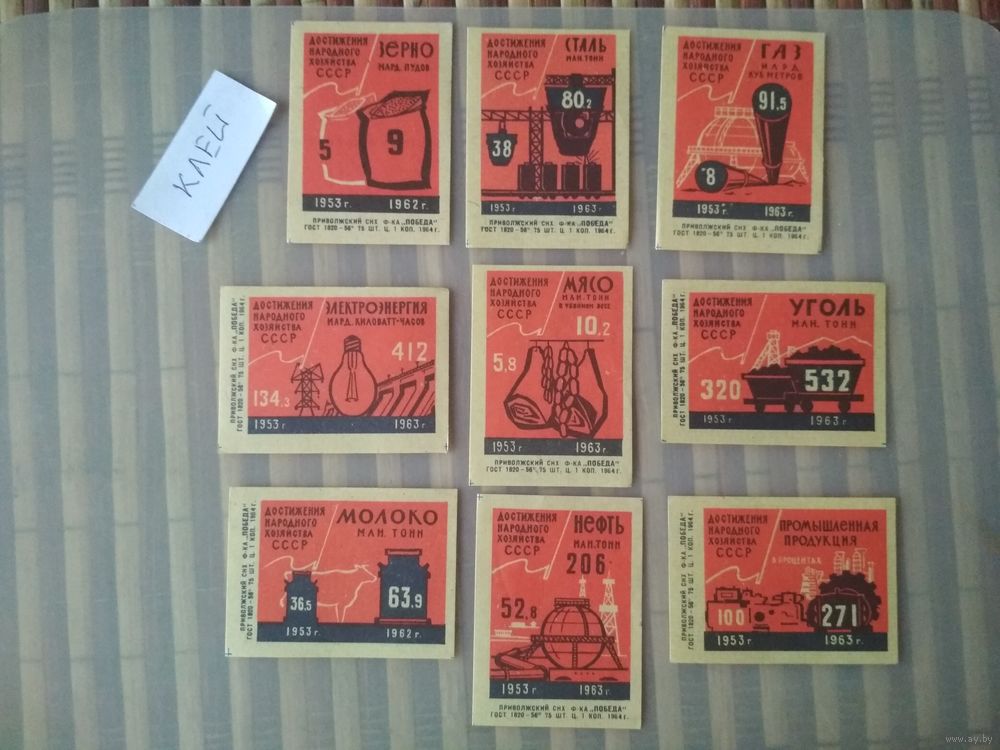 КЛЕЙ
ДОСТИЖЕНИЯ
НАРОДНОГО
ХОЗЯЙСТВА
СССР
ЗЕРНО
МЛРД. ПУДОВ
5
9
1953 г.
1962 г.
ПРИВОЛЖСКИЙ СНХ Ф-КА „ПОБЕДА"
ГОСТ 1820-56* 75 ШТ. Ц. 1 КОП. 1964 г.
ДОСТИЖЕНИЯ
НАРОДНОГО
ХОЗЯЙСТВА
СССР
СТАЛЬ
МЛН. ТОНН
80.2
38
1953 г
1963 г.
ПРИВОЛЖСКИЙ СНХ Ф-КА „ПОБЕДА"
ГОСТ 1820-56* 75 ШТ. Ц. 1 КОП. 1964 г.
ДОСТИЖЕНИЯ
НАРОДНОГО
ХОЗЯЙСТВА
СССР
ГАЗ
МЛРД
КУБ МЕТРОВ
91,5
8
1953 г.
1963 г.
ПРИВОЛЖСКИЙ СНХ Ф-КА „ПОБЕДА"
ГОСТ 1820-56* 75 ШТ. Ц. 1 КОП. 1964 г.
ПРИВОЛЖСКИЙ СНХ Ф-КА „ПОБЕДА"
ГОСТ 1820-56* 75 ШТ. Ц. 1 КОП. 1964 г.
ДОСТИЖЕНИЯ
НАРОДНОГО
ХОЗЯЙСТВА
СССР
ЭЛЕКТРОЭНЕРГИЯ
МЛРД. КИЛОВАТТ-ЧАСОВ
412
134.3
1953 г
1963 г.
ДОСТИЖЕНИЯ
НАРОДНОГО
ХОЗЯЙСТВА
СССР
МЯСО
МЛН. ТОНН
В УБОЙНОМ ВЕСЕ
10.2
5,8
1953 г
1963 г.
ПРИВОЛЖСКИЙ СНХ Ф-КА „ПОБЕДА"
ГОСТ 1820-56* 75 ШТ. Ц. 1 КОП. 1964 г.
ПРИВОЛЖСКИЙ СНХ Ф-КА „ПОБЕДА"
ГОСТ 1820-56* 75 ШТ. Ц. 1 КОП. 1964 г.
ДОСТИЖЕНИЯ
НАРОДНОГО
ХОЗЯЙСТВА
СССР
УГОЛЬ
МЛН. ТОНН
320
532
1953 г
1963 г.
ПРИВОЛЖСКИЙ СНХ Ф-КА „ПОБЕДА"
ГОСТ 1820-56* 75 ШТ. Ц. 1 КОП. 1964 г.
ДОСТИЖЕНИЯ
НАРОДНОГО
ХОЗЯЙСТВА
СССР
МОЛОКО
МЛН. ТОНН
36.5
63.9
1953 г.
1962 г.
ДОСТИЖЕНИЯ
НАРОДНОГО
ХОЗЯЙСТВА
СССР
НЕФТЬ
МЛН. ТОНН
206
52.8
1953 г
1963 г.
ПРИВОЛЖСКИЙ СНХ Ф-КА „ПОБЕДА"
ГОСТ 1820-56* 75 ШТ. Ц. 1 КОП. 1964 г.
ПРИВОЛЖСКИЙ СНХ Ф-КА „ПОБЕДА"
ГОСТ 1820-56* 75 ШТ. Ц. 1 КОП. 1964 г.
ДОСТИЖЕНИЯ
НАРОДНОГО
ХОЗЯЙСТВА
СССР
ПРОМЫШЛЕННАЯ
ПРОДУКЦИЯ
В ПРОЦЕНТАХ
100
271
1953 г
1963 г.
www.ay.by